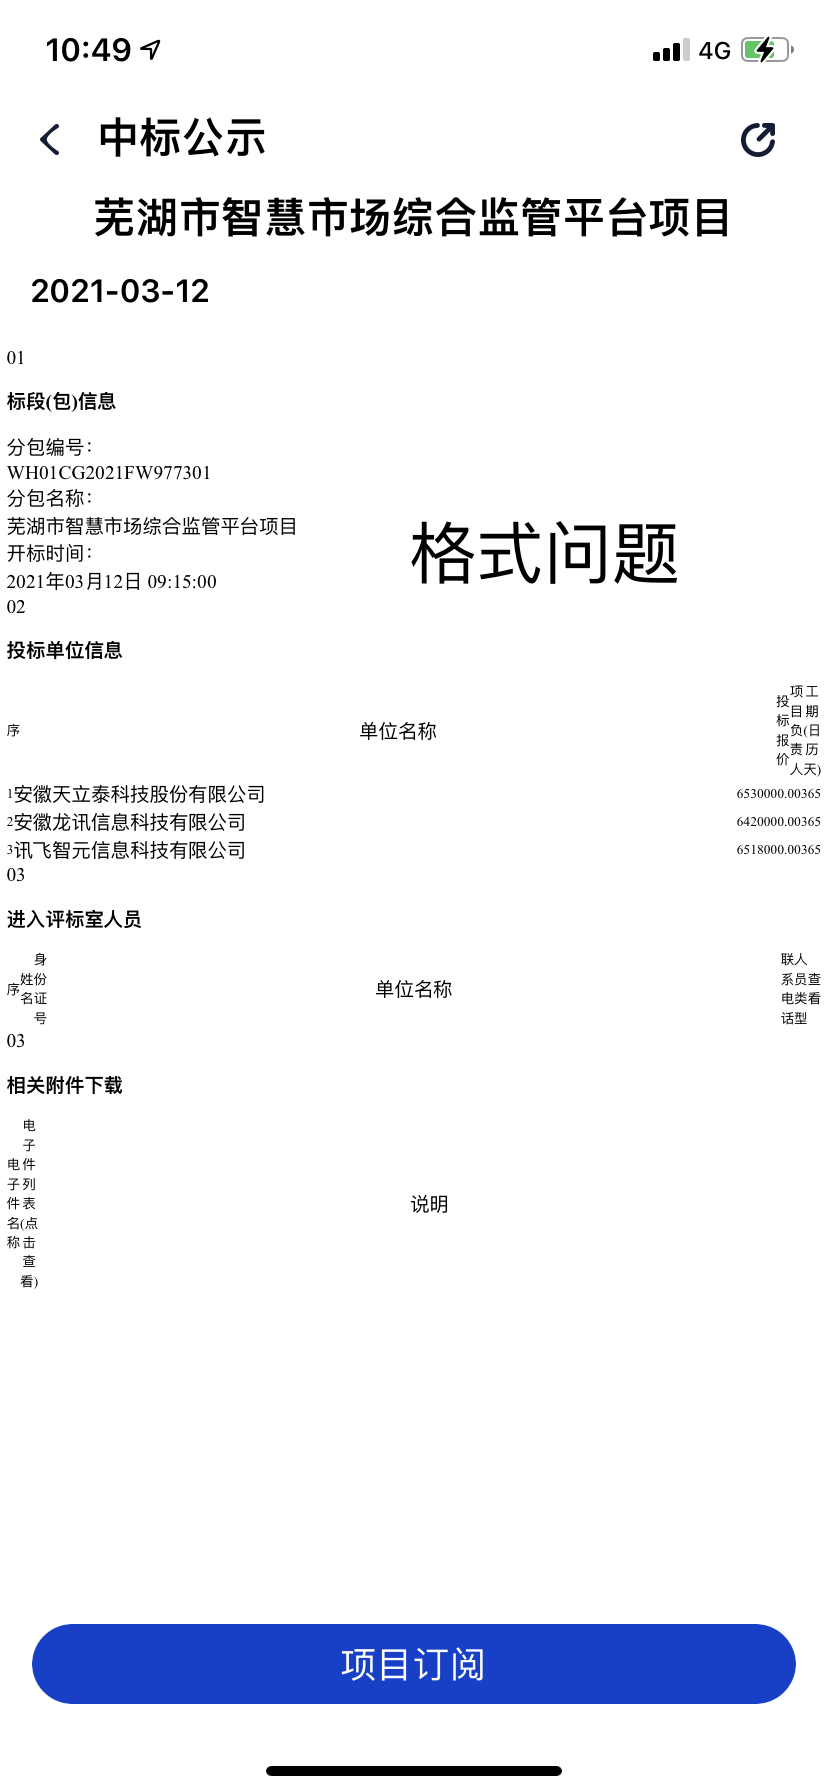 10:49 4G
中标公示
芜湖市智慧市场综合监管平台项目
2021-03-12
01
标段(包)信息
分包编号:
WH01CG2021FW977301
分包名称:
芜湖市智慧市场综合监管平台项目
开标时间:
2021年03月12日 09:15:00
格式问题
02
投标单位信息
序 单位名称 投标报价 项目负责人 工期(日历天)
1安徽天立泰科技股份有限公司 6530000.00365
2安徽龙讯信息科技有限公司 6420000.00365
3讯飞智元信息科技有限公司 6518000.00365
03
进入评标室人员
序 姓名 身份证号 单位名称 联系电话 人员类型 查看
03
相关附件下载
电子件名称 电子件列表(点击查看) 说明
项目订阅